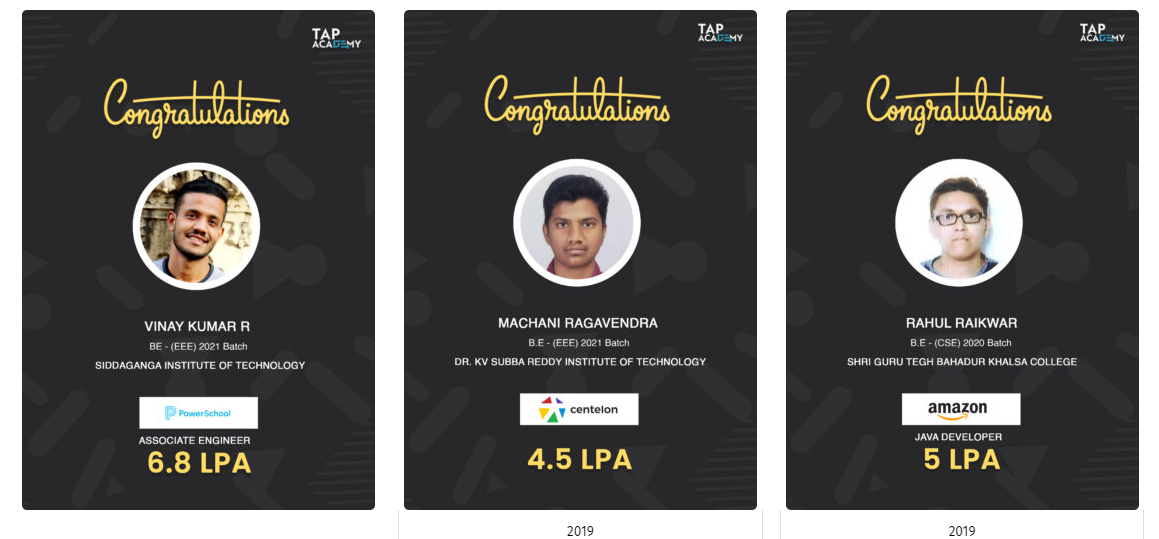 TAP
ACADEMY
Congratulations
VINAY KUMAR R
BE - (EEE) 2021 Batch
SIDDAGANGA INSTITUTE OF TECHNOLOGY
PowerSchool
ASSOCIATE ENGINEER
6.8 LPA
TAP
ACADEMY
Congratulations
MACHANI RAGAVENDRA
B.E - (EEE) 2021 Batch
DR. KV SUBBA REDDY INSTITUTE OF TECHNOLOGY
centelon
4.5 LPA
2019
TAP
ACADEMY
Congratulations
RAHUL RAIKWAR
B.E - (CSE) 2020 Batch
SHRI GURU TEGH BAHADUR KHALSA COLLEGE
amazon
JAVA DEVELOPER
5 LPA
2019